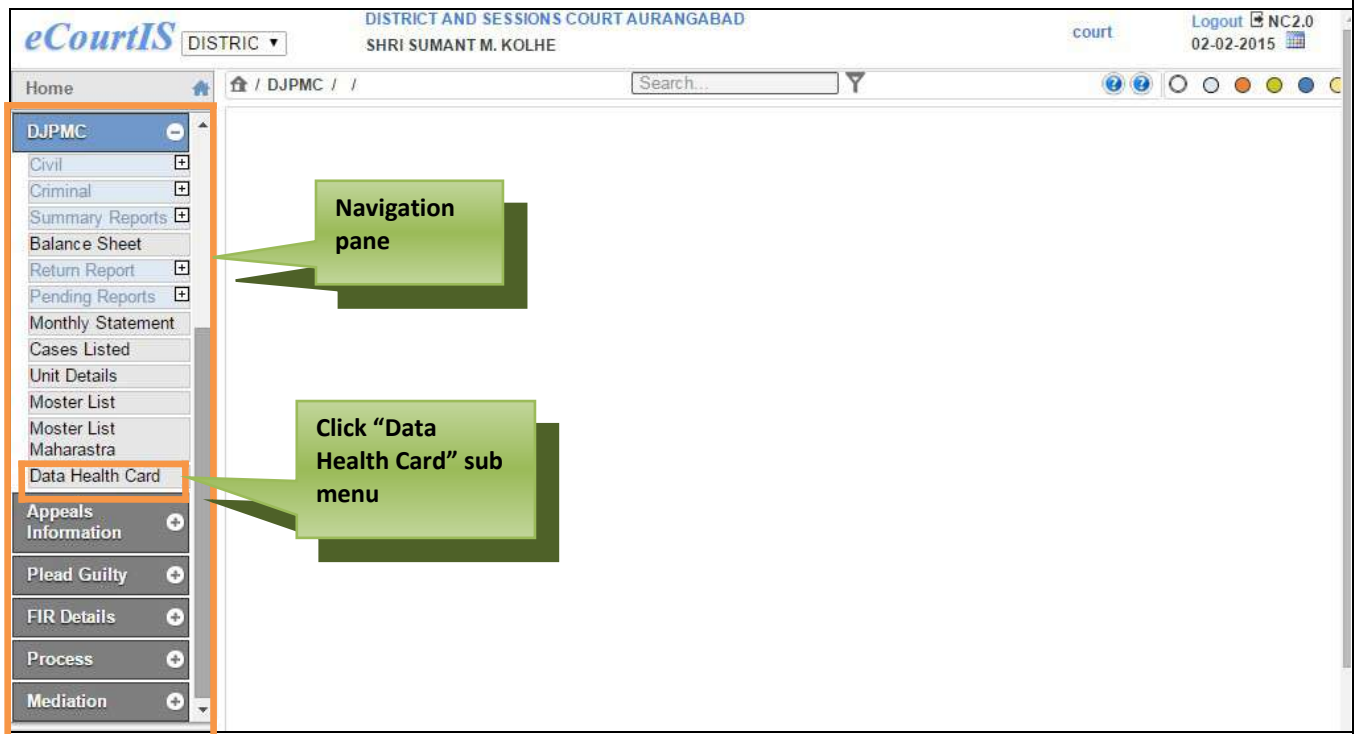 eCourtIS DISTRIC
DISTRICT AND SESSIONS COURT AURANGABAD
SHRI SUMANT M. KOLHE
court
Logout NC2.0
02-02-2015
Home
/ DJPMC / /
Search...
DJPMC
Civil
Criminal
Summary Reports
Balance Sheet
Return Report
Pending Reports
Monthly Statement
Cases Listed
Unit Details
Moster List
Moster List
Maharastra
Data Health Card
Appeals
Information
Plead Guilty
FIR Details
Process
Mediation
Navigation
pane
Click “Data
Health Card” sub
menu